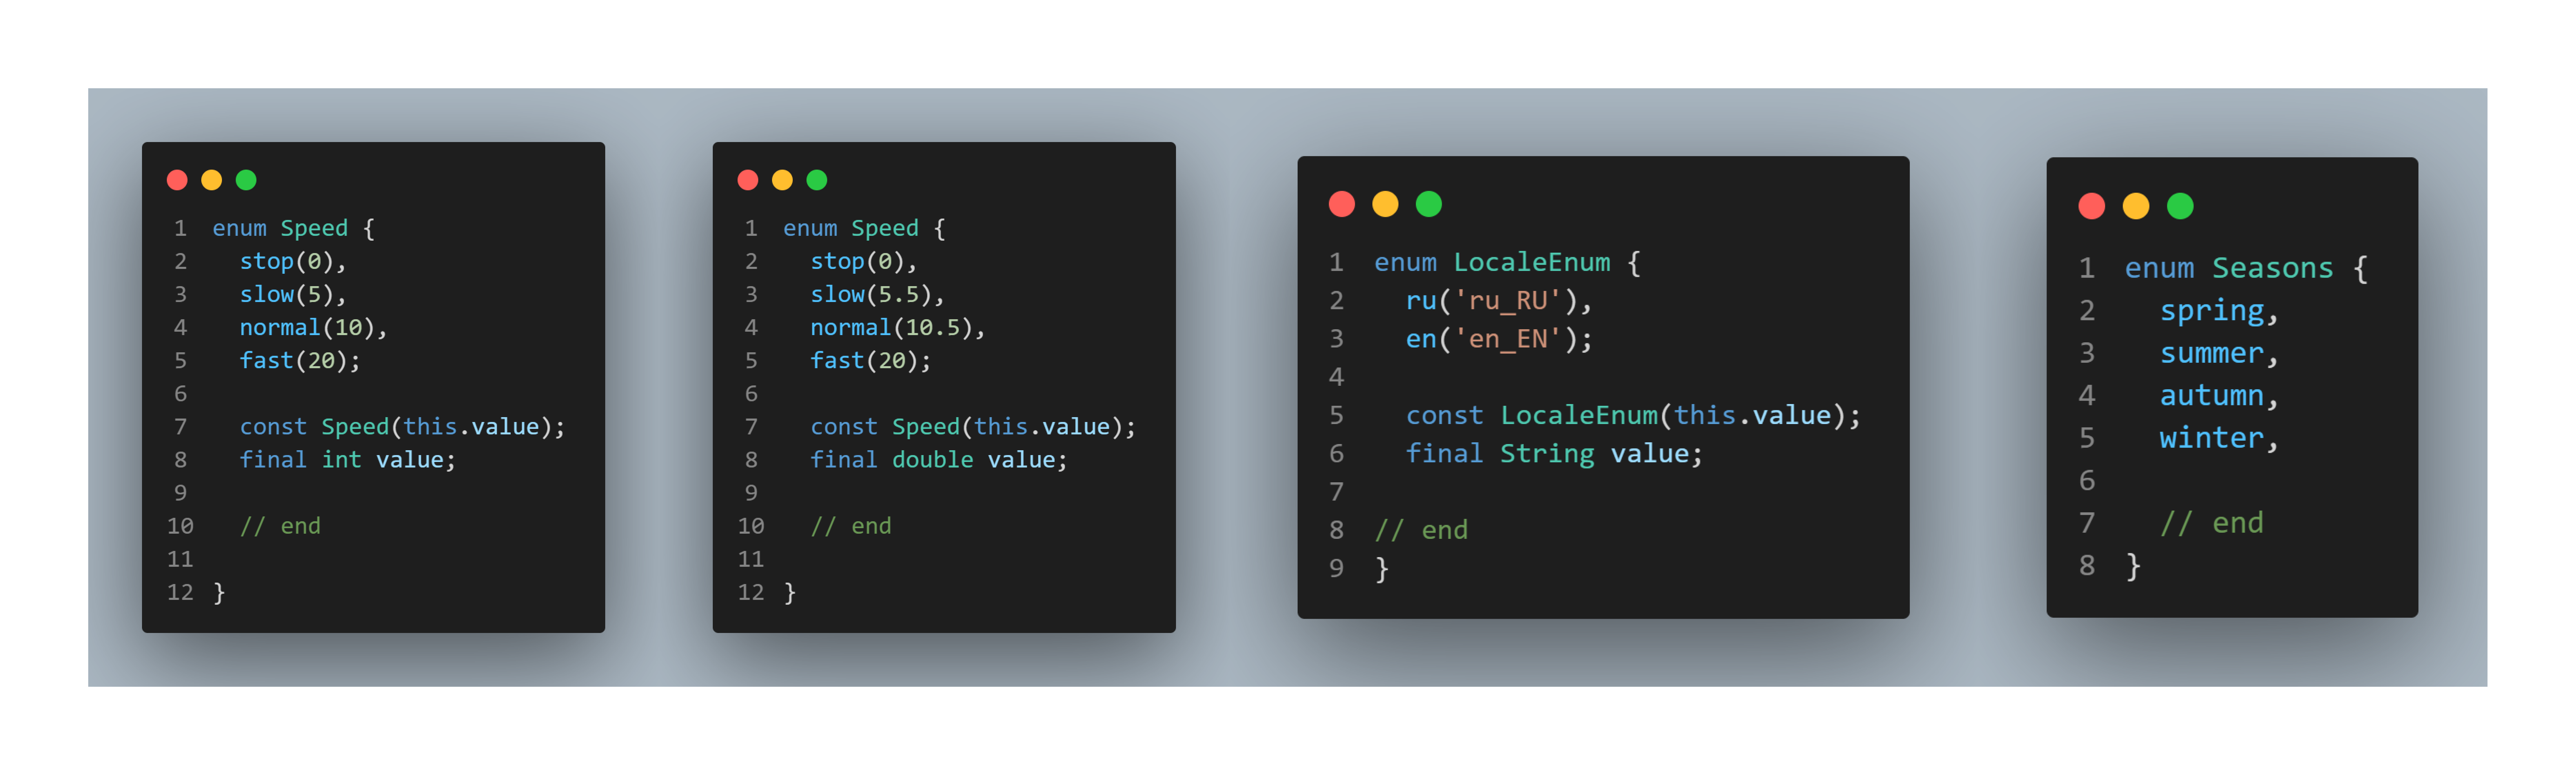 1 enum Speed {
2   stop(0),
3   slow(5),
4   normal(10),
5   fast(20);
6
7   const Speed(this.value);
8   final int value;
9
10   // end
11
12 }
1 enum Speed {
2   stop(0),
3   slow(5.5),
4   normal(10.5),
5   fast(20);
6
7   const Speed(this.value);
8   final double value;
9
10   // end
11
12 }
1 enum LocaleEnum {
2   ru('ru_RU'),
3   en('en_EN');
4
5   const LocaleEnum(this.value);
6   final String value;
7
8 // end
9 }
1 enum Seasons {
2   spring,
3   summer,
4   autumn,
5   winter,
6
7   // end
8 }